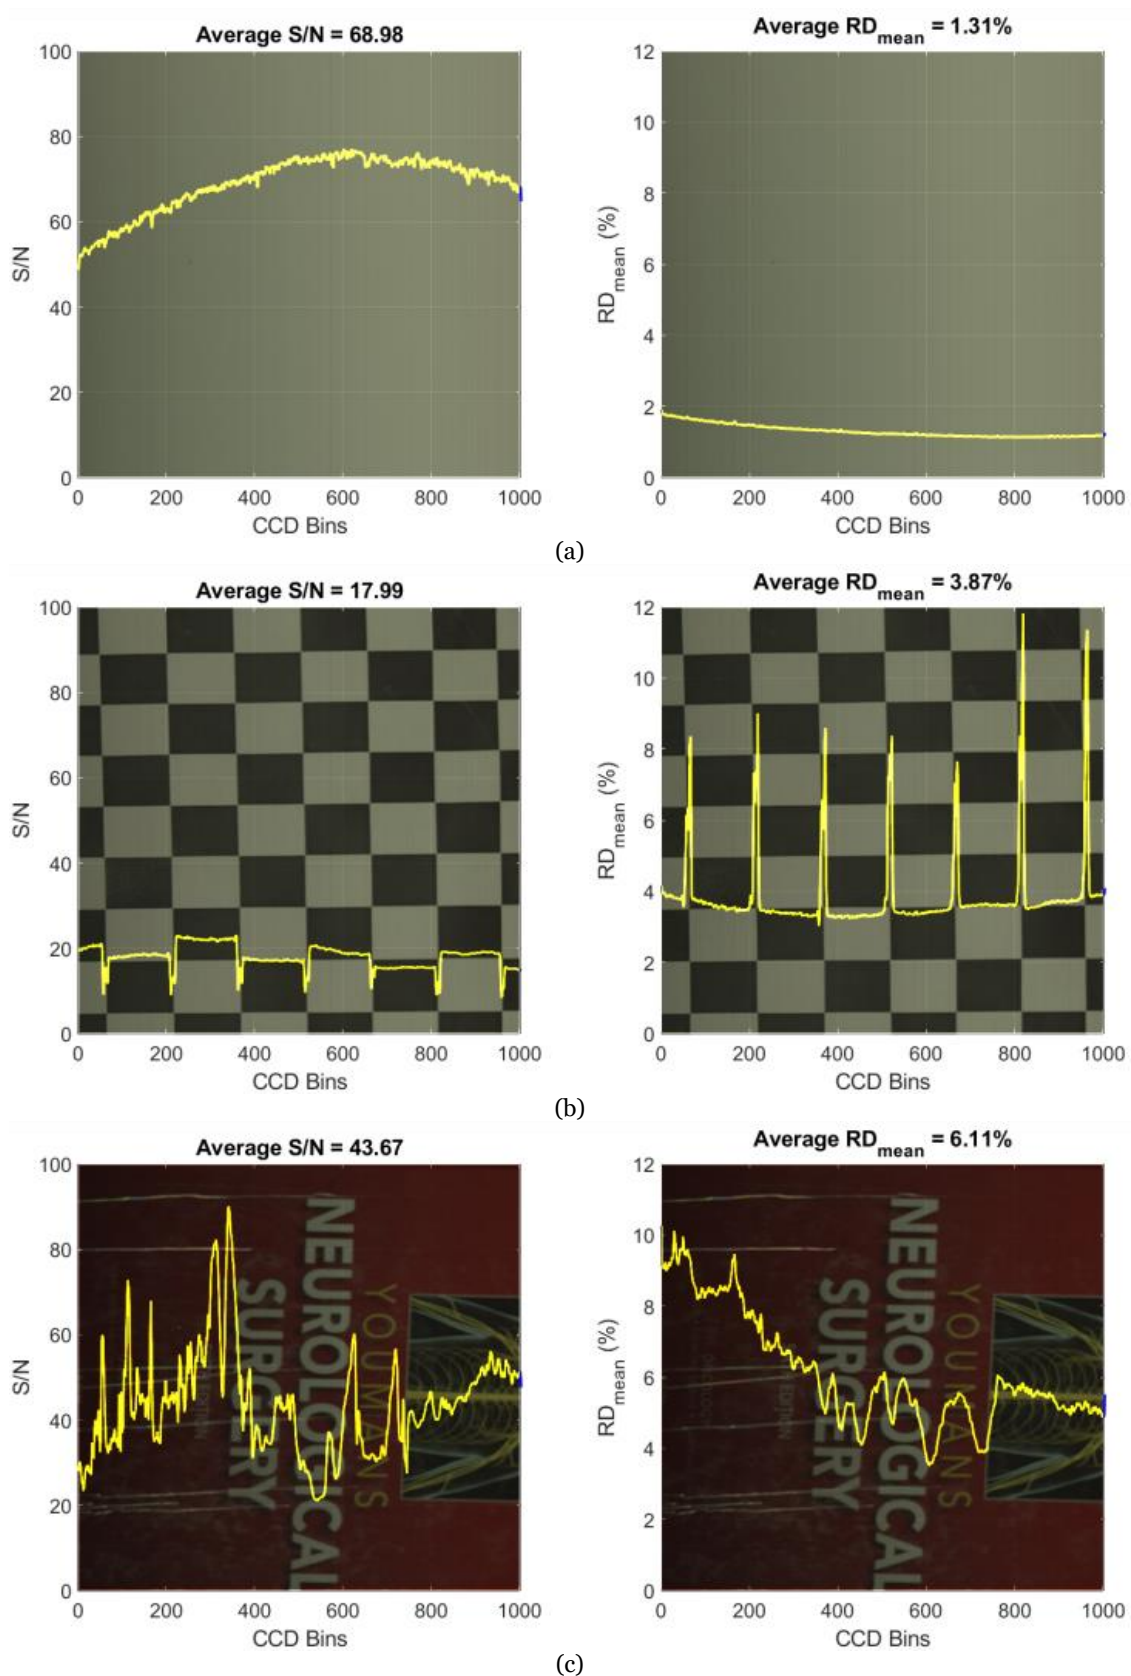 Average S/N = 68.98
Average RDmean = 1.31%
100
80
60
40
20
0
S/N
0 200 400 600 800 1000
CCD Bins
12
10
8
6
4
2
0
RDmean (%)
0 200 400 600 800 1000
CCD Bins
(a)
Average S/N = 17.99
Average RDmean = 3.87%
100
80
60
40
20
0
S/N
0 200 400 600 800 1000
CCD Bins
12
10
8
6
4
2
0
RDmean (%)
0 200 400 600 800 1000
CCD Bins
(b)
Average S/N = 43.67
Average RDmean = 6.11%
100
80
60
40
20
0
S/N
YOUMANS
NEUROLOGICAL
SURGERY
0 200 400 600 800 1000
CCD Bins
12
10
8
6
4
2
0
RDmean (%)
YOUMANS
NEUROLOGICAL
SURGERY
0 200 400 600 800 1000
CCD Bins
(c)